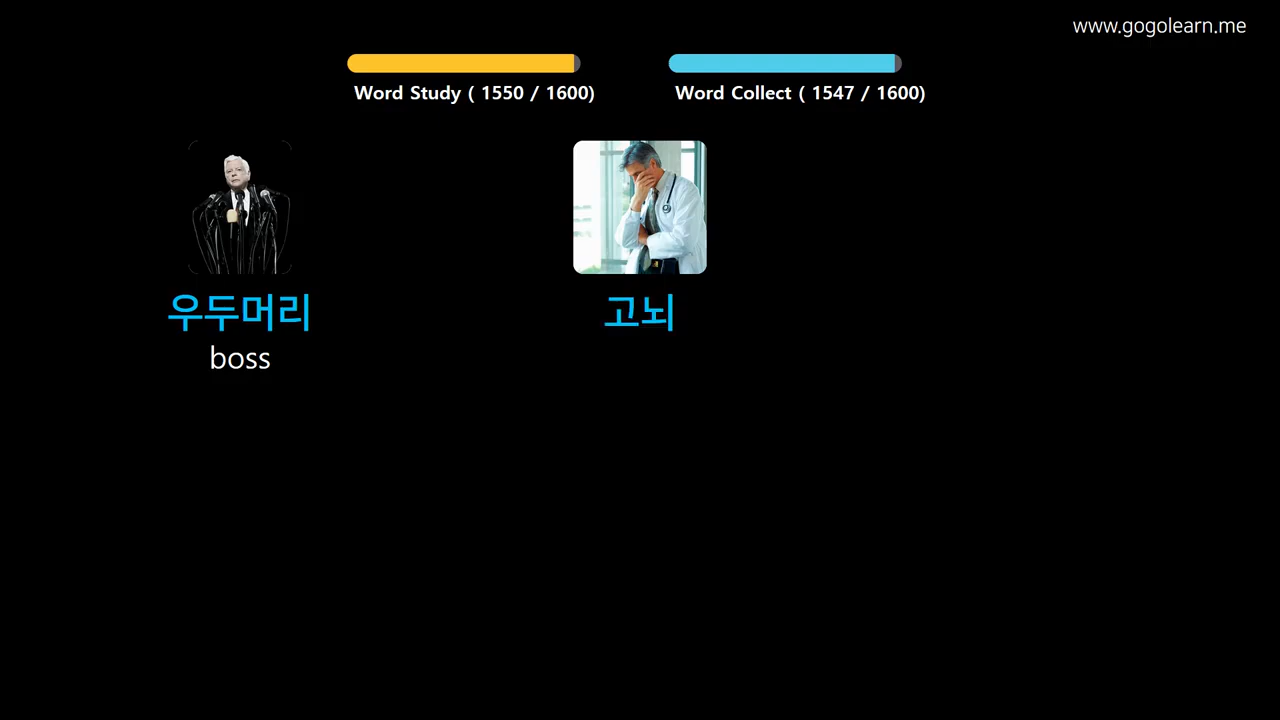 www.gogolearn.me
Word Study ( 1550 / 1600)
Word Collect ( 1547 / 1600)
우두머리
boss
고뇌